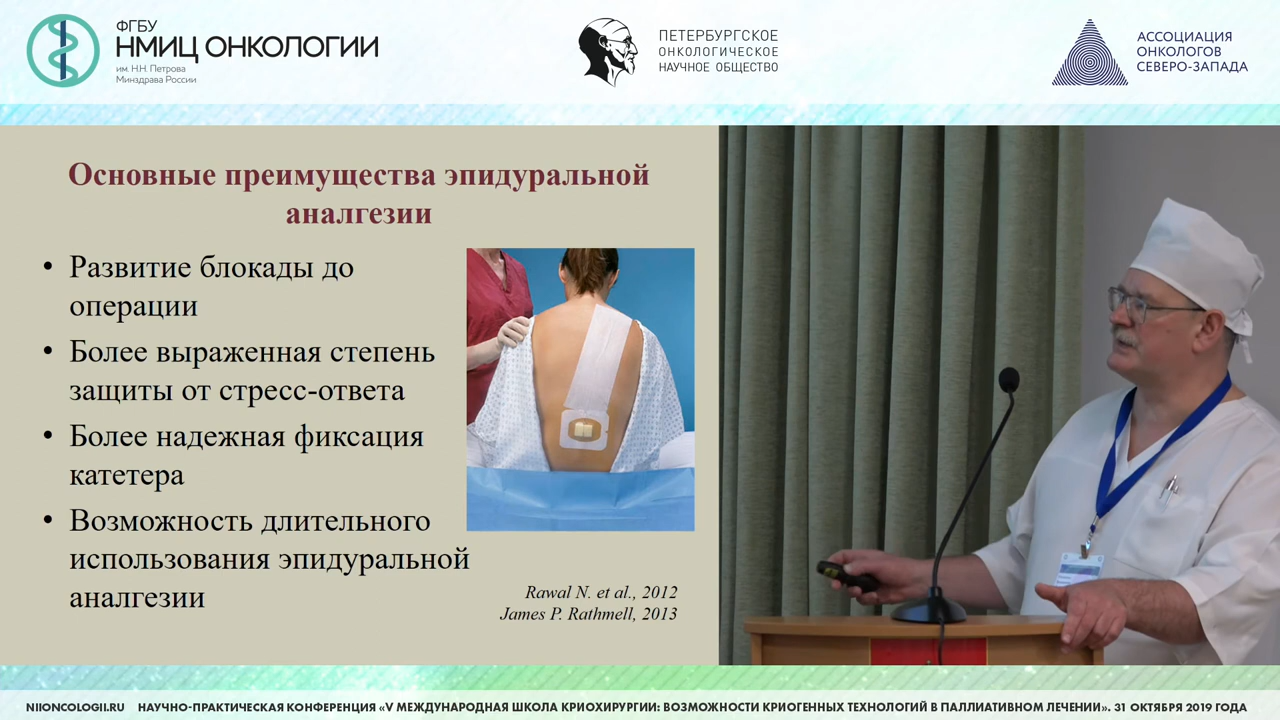 ФГБУ
НМИЦ ОНКОЛОГИИ
им. Н.Н. Петрова
Минздрава России
ПЕТЕРБУРГСКОЕ
ОНКОЛОГИЧЕСКОЕ
НАУЧНОЕ ОБЩЕСТВО
АССОЦИАЦИЯ
ОНКОЛОГОВ
СЕВЕРО-ЗАПАДА
Основные преимущества эпидуральной
аналгезии
• Развитие блокады до
операции
• Более выраженная степень
защиты от стресс-ответа
• Более надежная фиксация
катетера
• Возможность длительного
использования эпидуральной
аналгезии
Rawal N. et al., 2012
James P. Rathmell, 2013
NIIONCOLOGII.RU НАУЧНО-ПРАКТИЧЕСКАЯ КОНФЕРЕНЦИЯ «V МЕЖДУНАРОДНАЯ ШКОЛА КРИОХИРУРГИИ: ВОЗМОЖНОСТИ КРИОГЕННЫХ ТЕХНОЛОГИЙ В ПАЛЛИАТИВНОМ ЛЕЧЕНИИ». 31 ОКТЯБРЯ 2019 ГОДА